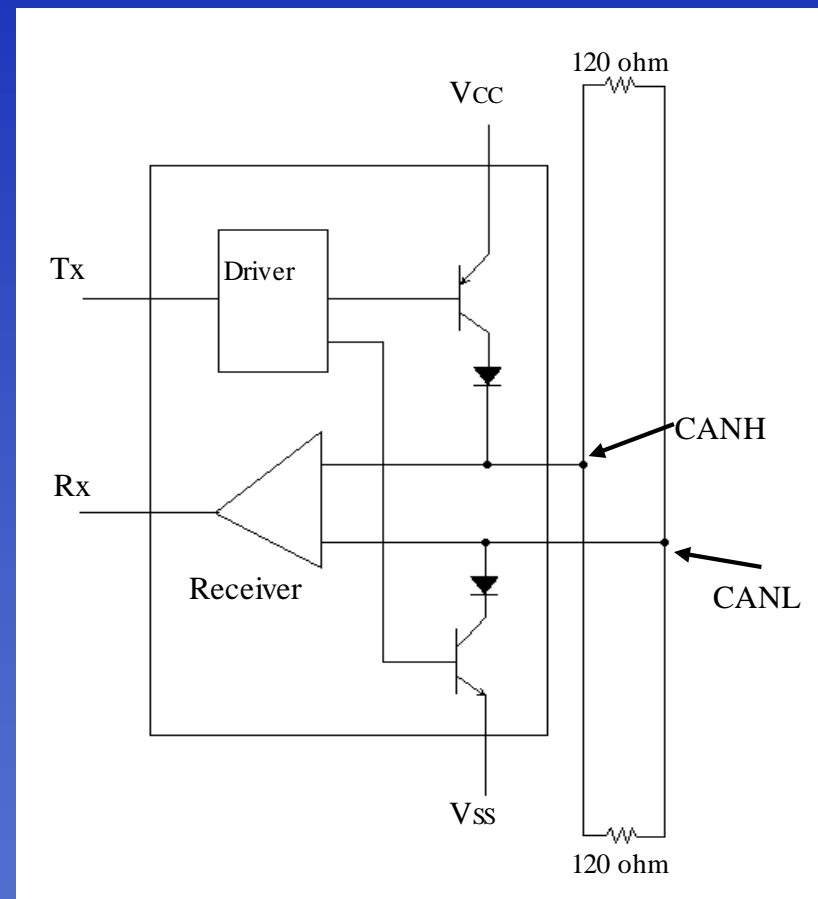 120 ohm
VCC
Tx
Driver
CANH
Rx
Receiver
CANL
Vss
120 ohm